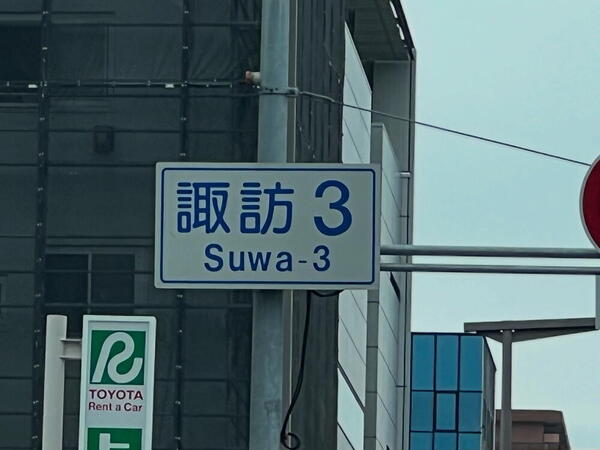 諏訪 3
Suwa-3
TOYOTA
Rent a Car